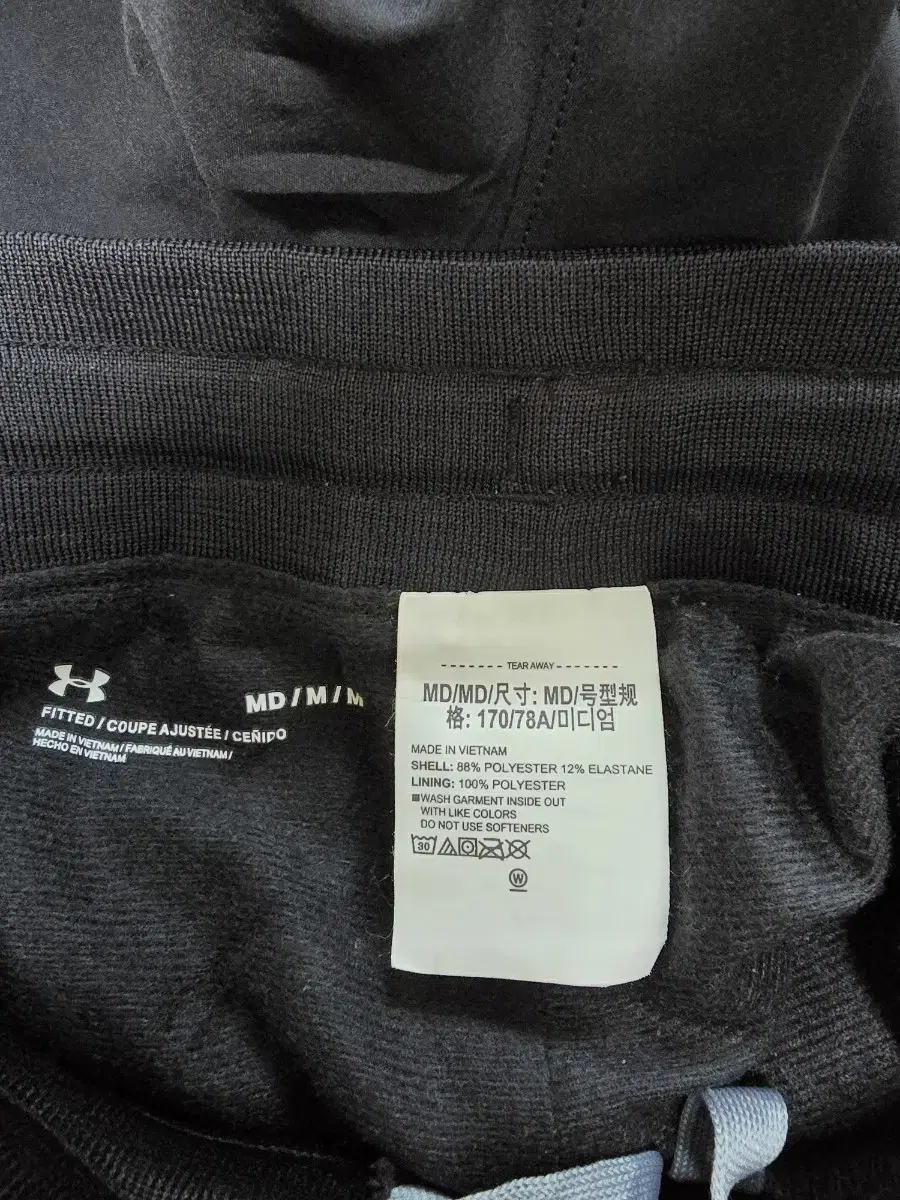 MD / M / M
FITTED / COUPE AJUSTÉE / CEÑIDO
MADE IN VIETNAM / FABRIQUÉ AU VIETNAM /
HECHO EN VIETNAM
TEAR AWAY
MD/MD/尺寸: MD/号型规
格: 170/78A/미디엄
MADE IN VIETNAM
SHELL: 88% POLYESTER 12% ELASTANE
LINING: 100% POLYESTER
WASH GARMENT INSIDE OUT
WITH LIKE COLORS
DO NOT USE SOFTENERS
30
W